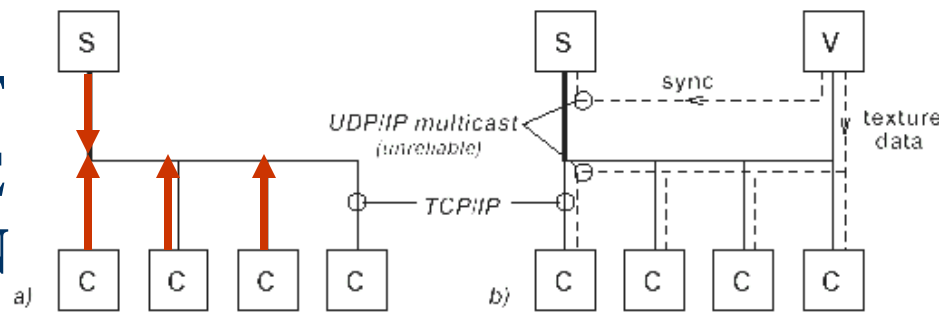 S
S
V
sync
UDP/IP multicast
(unreliable)
texture
data
TCP/IP
C
C
C
C
C
C
C
C
a)
b)